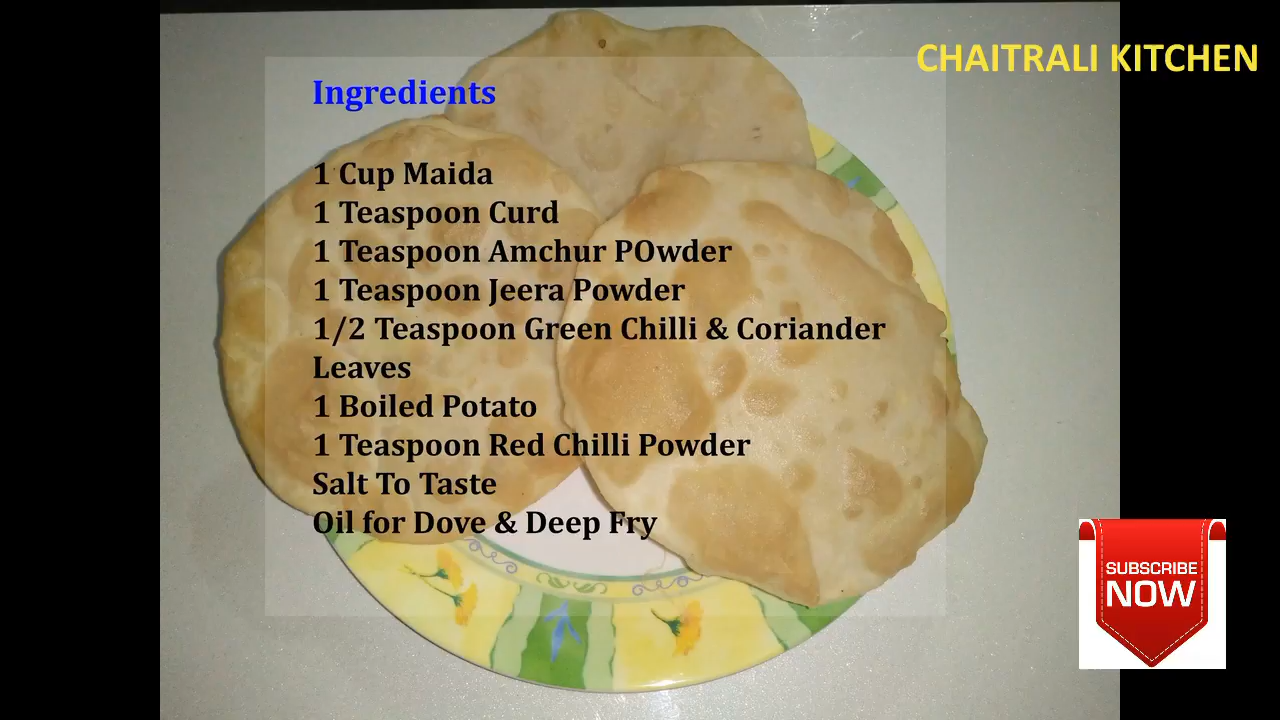 CHAITRALI KITCHEN
Ingredients
1 Cup Maida
1 Teaspoon Curd
1 Teaspoon Amchur POwder
1 Teaspoon Jeera Powder
1/2 Teaspoon Green Chilli & Coriander
Leaves
1 Boiled Potato
1 Teaspoon Red Chilli Powder
Salt To Taste
Oil for Dove & Deep Fry
SUBSCRIBE
NOW